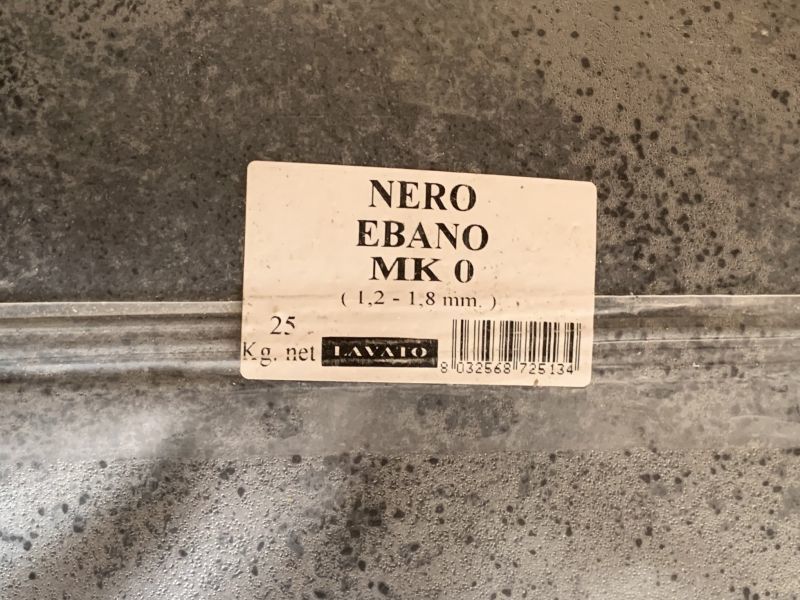 NERO
EBANO
MK 0
( 1,2 - 1,8 mm. )
25
Kg. net
LAVATO
8 032568 725134